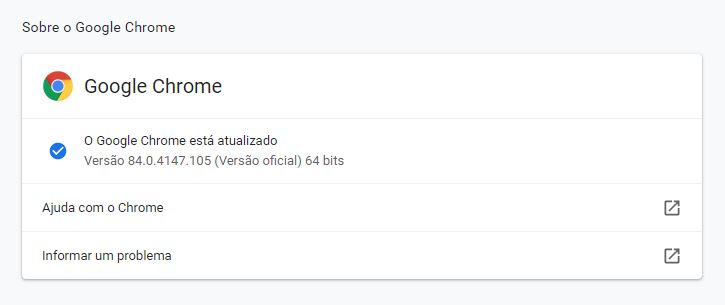 Sobre o Google Chrome
Google Chrome
O Google Chrome está atualizado
Versão 84.0.4147.105 (Versão oficial) 64 bits
Ajuda com o Chrome
Informar um problema